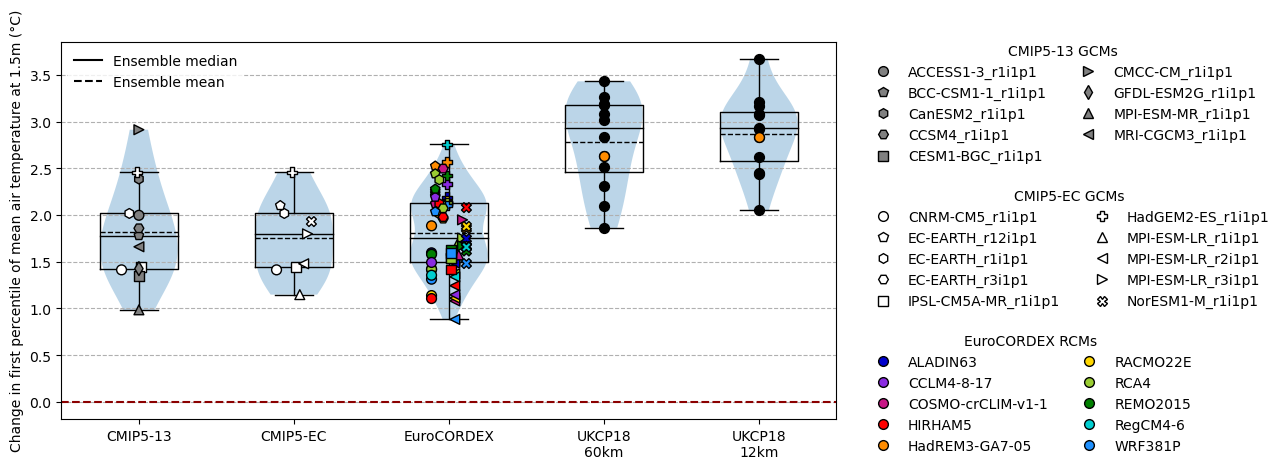 Change in first percentile of mean air temperature at 1.5m (°C)
3.5
3.0
2.5
2.0
1.5
1.0
0.5
0.0
Ensemble median
Ensemble mean
CMIP5-13
CMIP5-EC
EuroCORDEX
UKCP18
60km
UKCP18
12km
CMIP5-13 GCMs
ACCESS1-3_r1i1p1
BCC-CSM1-1_r1i1p1
CanESM2_r1i1p1
CCSM4_r1i1p1
CESM1-BGC_r1i1p1
CMCC-CM_r1i1p1
GFDL-ESM2G_r1i1p1
MPI-ESM-MR_r1i1p1
MRI-CGCM3_r1i1p1
CMIP5-EC GCMs
CNRM-CM5_r1i1p1
EC-EARTH_r12i1p1
EC-EARTH_r1i1p1
EC-EARTH_r3i1p1
IPSL-CM5A-MR_r1i1p1
HadGEM2-ES_r1i1p1
MPI-ESM-LR_r1i1p1
MPI-ESM-LR_r2i1p1
MPI-ESM-LR_r3i1p1
NorESM1-M_r1i1p1
EuroCORDEX RCMs
ALADIN63
CCLM4-8-17
COSMO-crCLIM-v1-1
HIRHAM5
HadREM3-GA7-05
RACMO22E
RCA4
REMO2015
RegCM4-6
WRF381P